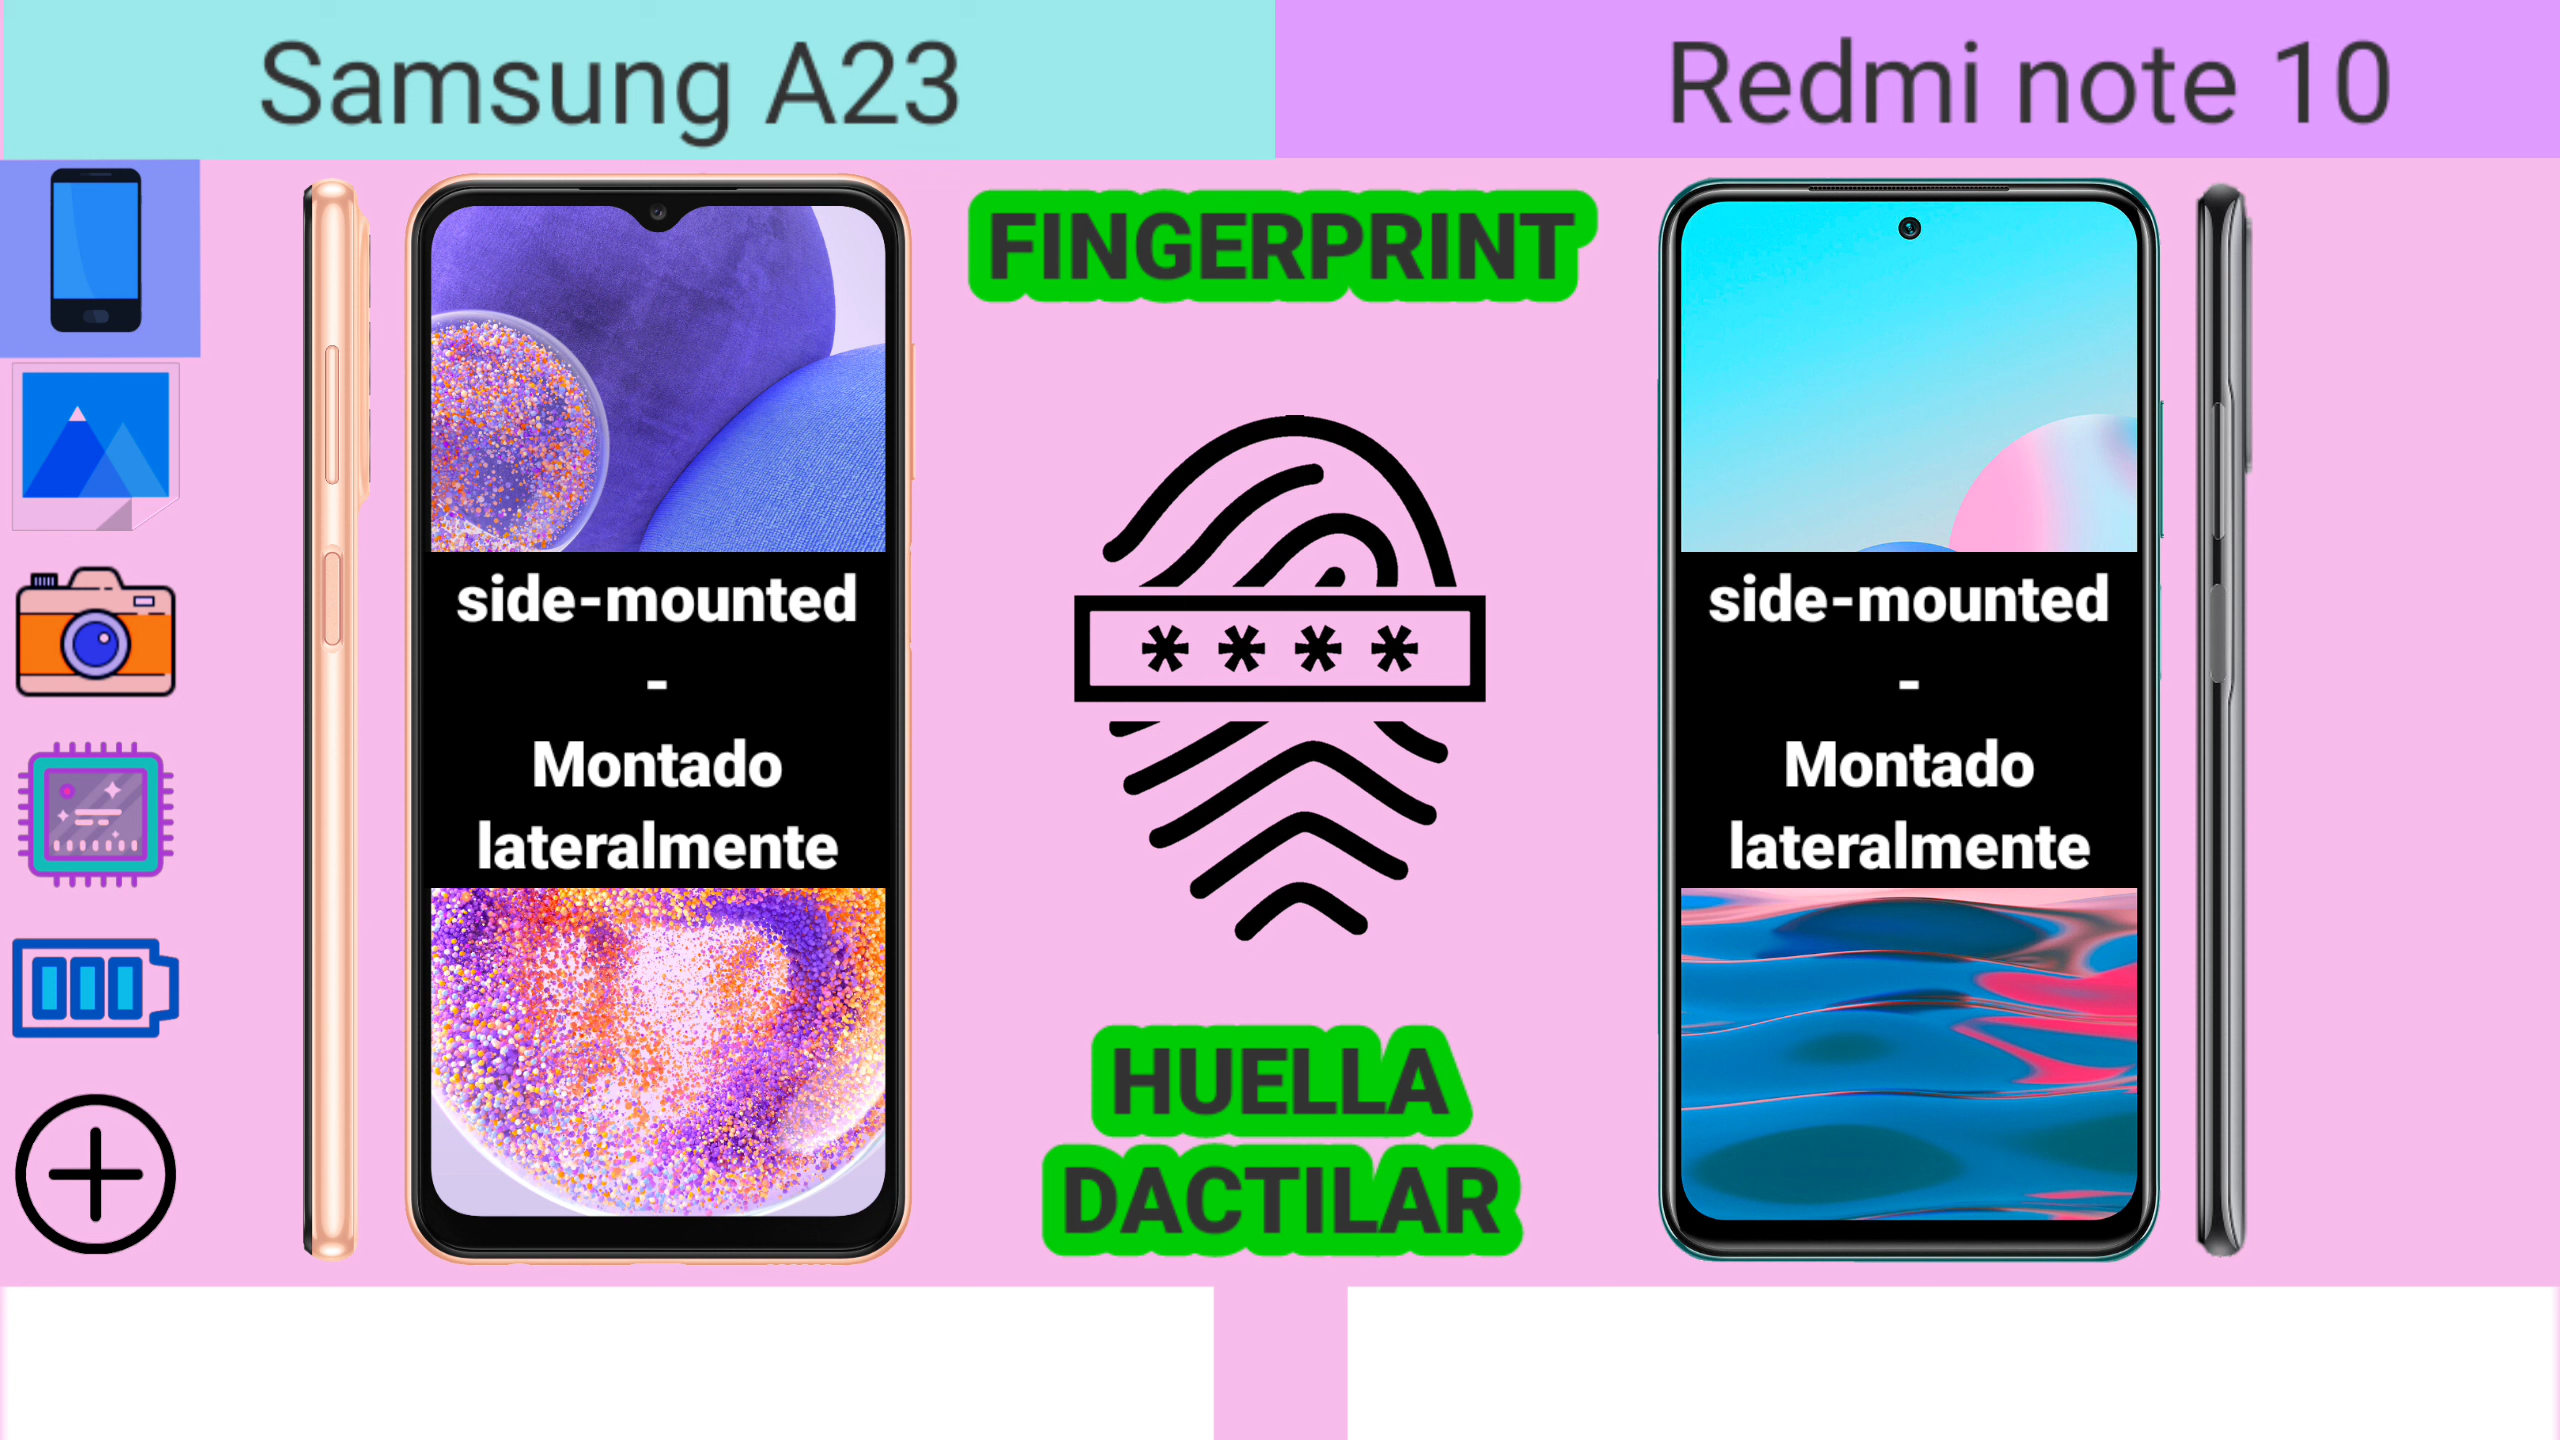 Samsung A23
Redmi note 10
FINGERPRINT
side-mounted
-
Montado
lateralmente
* * * *
side-mounted
-
Montado
lateralmente
HUELLA
DACTILAR